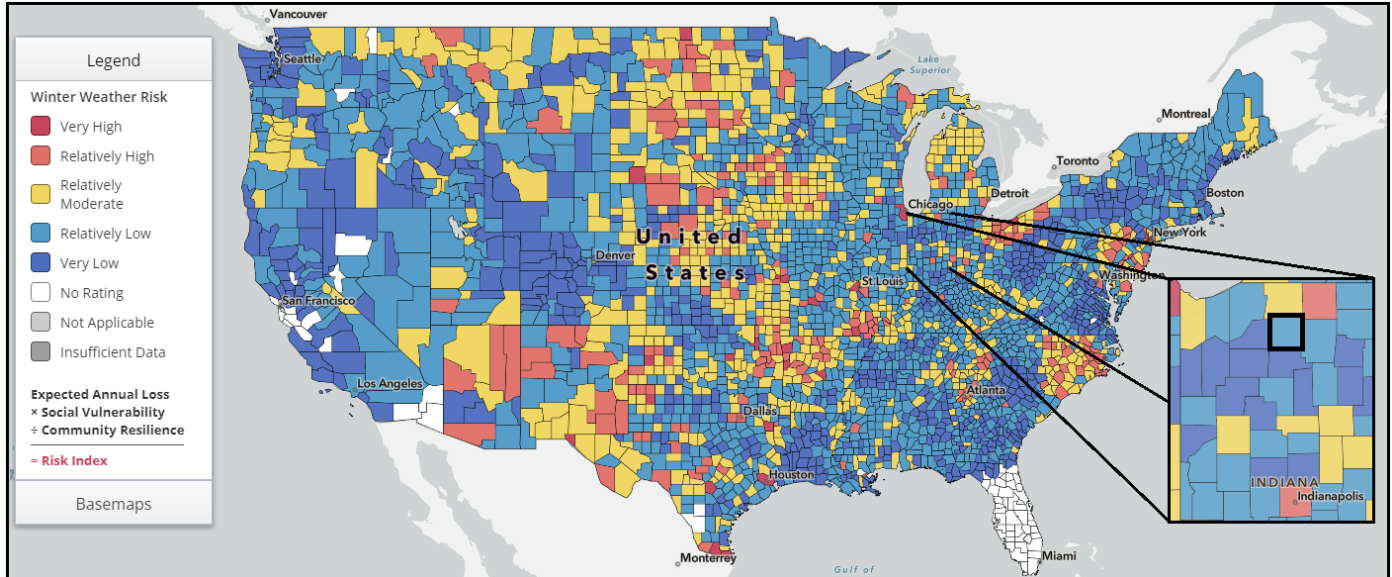 Legend
Winter Weather Risk
Very High
Relatively High
Relatively
Moderate
Relatively Low
Very Low
No Rating
Not Applicable
Insufficient Data
Expected Annual Loss
× Social Vulnerability
÷ Community Resilience
= Risk Index
Basemaps
Vancouver
Seattle
Lake
Superior
Montreal
Toronto
Boston
Detroit
Chicago
New York
United
States
Denver
St Louis
Washington
San Francisco
Los Angeles
Atlanta
Dallas
Houston
INDIANA
Indianapolis
Monterrey
Miami
Gulf of